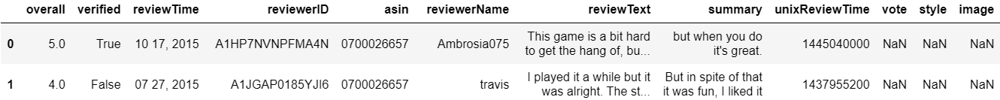 overall verified reviewTime reviewerID asin reviewerName reviewText summary unixReviewTime vote style image
0 5.0 True 10 17, 2015 A1HP7NVNPFMA4N 0700026657 Ambrosia075 This game is a bit hard to get the hang of, bu... but when you do it's great. 1445040000 NaN NaN NaN
1 4.0 False 07 27, 2015 A1JGAP0185YJI6 0700026657 travis I played it a while but it was alright. The st... But in spite of that it was fun, I liked it 1437955200 NaN NaN NaN